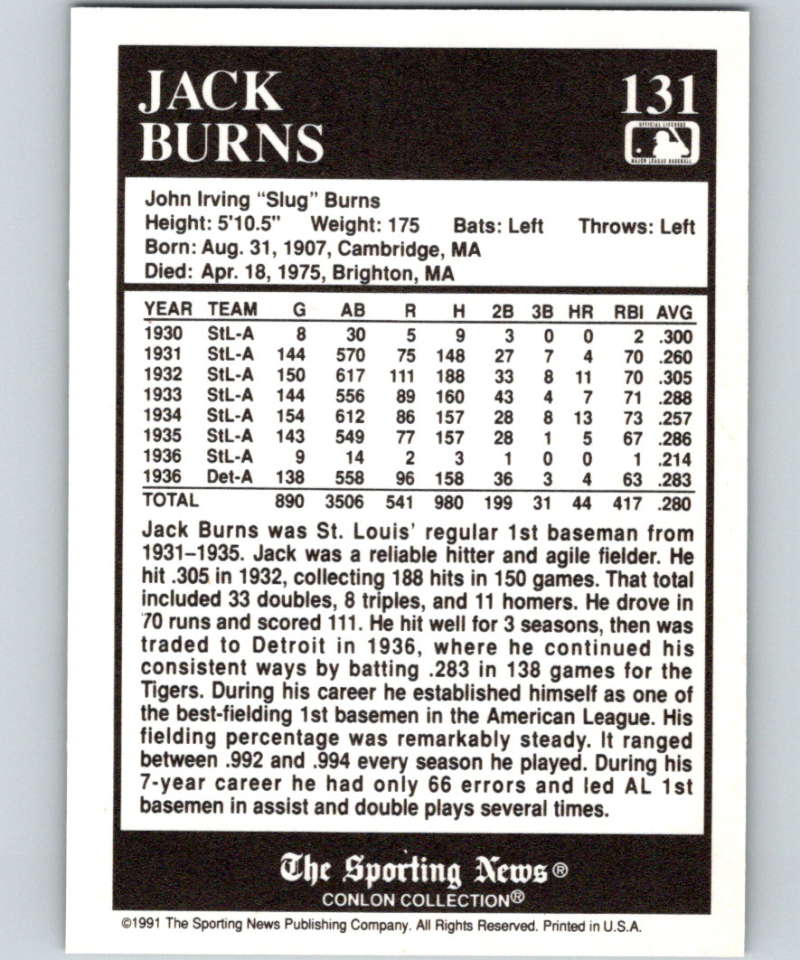 JACK
BURNS
131
OFFICIAL LICENSEE
MAJOR LEAGUE BASEBALL
John Irving “Slug” Burns
Height: 5'10.5" Weight: 175 Bats: Left Throws: Left
Born: Aug. 31, 1907, Cambridge, MA
Died: Apr. 18, 1975, Brighton, MA
YEAR TEAM G AB R H 2B 3B HR RBI AVG
1930 StL-A 8 30 5 9 3 0 0 2 .300
1931 StL-A 144 570 75 148 27 7 4 70 .260
1932 StL-A 150 617 111 188 33 8 11 70 .305
1933 StL-A 144 556 89 160 43 4 7 71 .288
1934 StL-A 154 612 86 157 28 8 13 73 .257
1935 StL-A 143 549 77 157 28 1 5 67 .286
1936 StL-A 9 14 2 3 1 0 0 1 .214
1936 Det-A 138 558 96 158 36 3 4 63 .283
TOTAL 890 3506 541 980 199 31 44 417 .280
Jack Burns was St. Louis' regular 1st baseman from
1931–1935. Jack was a reliable hitter and agile fielder. He
hit .305 in 1932, collecting 188 hits in 150 games. That total
included 33 doubles, 8 triples, and 11 homers. He drove in
70 runs and scored 111. He hit well for 3 seasons, then was
traded to Detroit in 1936, where he continued his
consistent ways by batting .283 in 138 games for the
Tigers. During his career he established himself as one of
the best-fielding 1st basemen in the American League. His
fielding percentage was remarkably steady. It ranged
between .992 and .994 every season he played. During his
7-year career he had only 66 errors and led AL 1st
basemen in assist and double plays several times.
The Sporting News®
CONLON COLLECTION®
©1991 The Sporting News Publishing Company. All Rights Reserved. Printed in U.S.A.